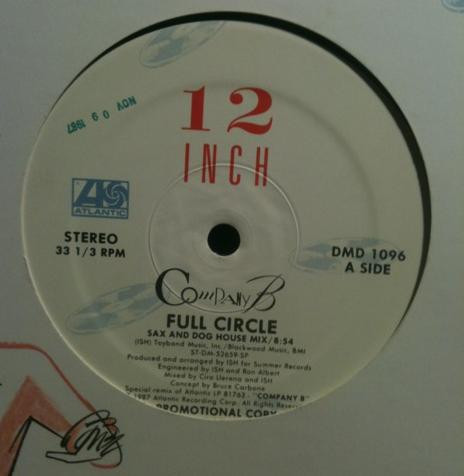 NOV 09 1987
12
INCH
ATLANTIC
STEREO
33 1/3 RPM
DMD 1096
A SIDE
Company B
FULL CIRCLE
SAX AND DOG HOUSE MIX/8:54
(ISH) Toyband Music, Inc./Blackwood Music, BMI
ST-DM-52659-SP
Produced and arranged by ISH for Summer Records
Engineered by ISH and Ron Albert
Mixed by Ciro Llerena and ISH
Concept by Bruce Carbone
Special remix of Atlantic LP 81763 - "COMPANY B"
© 1987 Atlantic Recording Corp. All Rights
PROMOTIONAL COPY